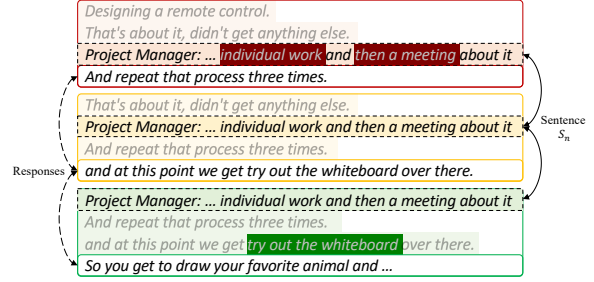 Designing a remote control.
That's about it, didn't get anything else.
Project Manager: ... individual work and then a meeting about it
And repeat that process three times.
That's about it, didn't get anything else.
Project Manager: ... individual work and then a meeting about it
And repeat that process three times.
and at this point we get try out the whiteboard over there.
Project Manager: ... individual work and then a meeting about it
And repeat that process three times.
and at this point we get try out the whiteboard over there.
So you get to draw your favorite animal and ...
Responses
Sentence
Sn